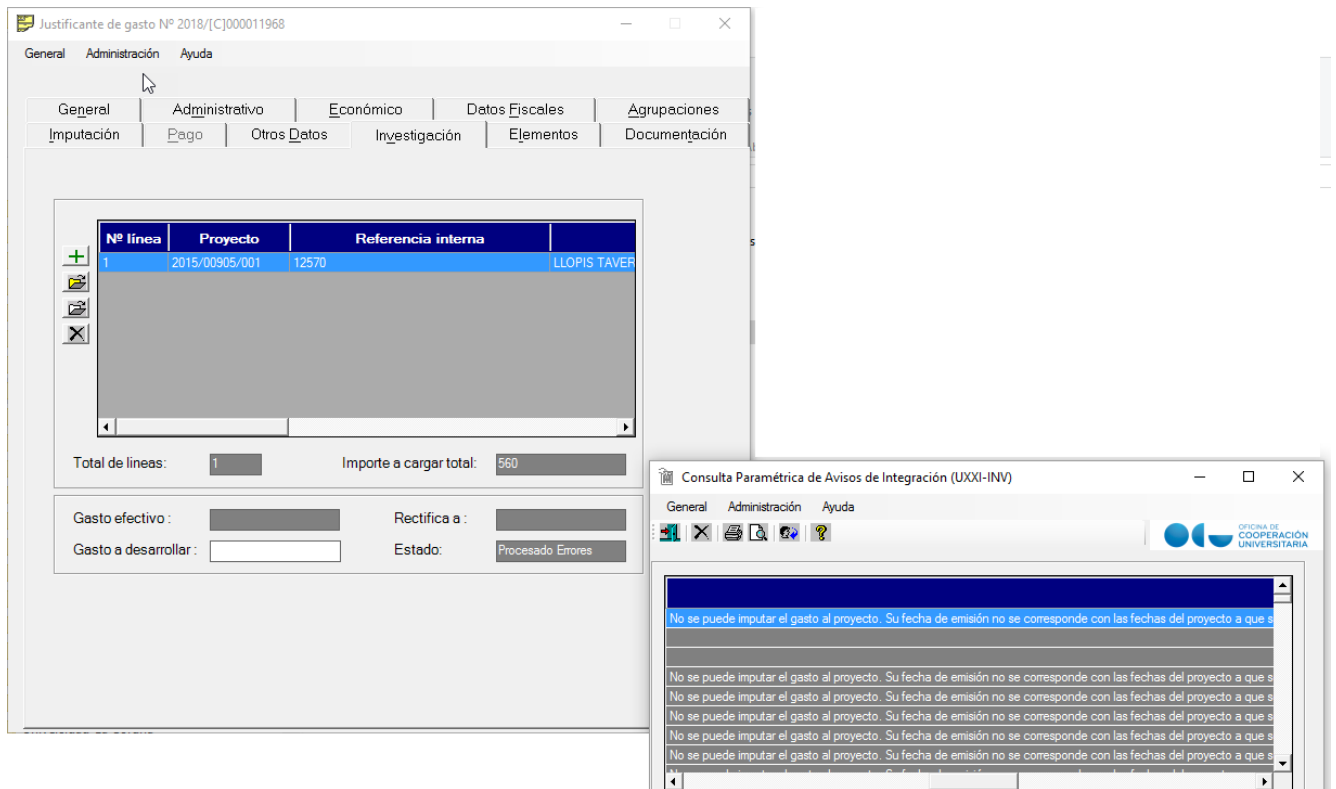 Justificante de gasto Nº 2018/[C]000011968
General Administración Ayuda
General Administrativo Económico Datos Fiscales Agrupaciones
Imputación Pago Otros Datos Investigación Elementos Documentación
Nº línea Proyecto Referencia interna
1 2015/00905/001 12570 LLOPIS TAVER
Total de lineas: 1 Importe a cargar total: 560
Gasto efectivo : Rectifica a :
Gasto a desarrollar : Estado: Procesado Errores
Consulta Paramétrica de Avisos de Integración (UXXI-INV)
General Administración Ayuda
OFICINA DE
COOPERACIÓN
UNIVERSITARIA
No se puede imputar el gasto al proyecto. Su fecha de emisión no se corresponde con las fechas del proyecto a que s
No se puede imputar el gasto al proyecto. Su fecha de emisión no se corresponde con las fechas del proyecto a que s
No se puede imputar el gasto al proyecto. Su fecha de emisión no se corresponde con las fechas del proyecto a que s
No se puede imputar el gasto al proyecto. Su fecha de emisión no se corresponde con las fechas del proyecto a que s
No se puede imputar el gasto al proyecto. Su fecha de emisión no se corresponde con las fechas del proyecto a que s
No se puede imputar el gasto al proyecto. Su fecha de emisión no se corresponde con las fechas del proyecto a que s